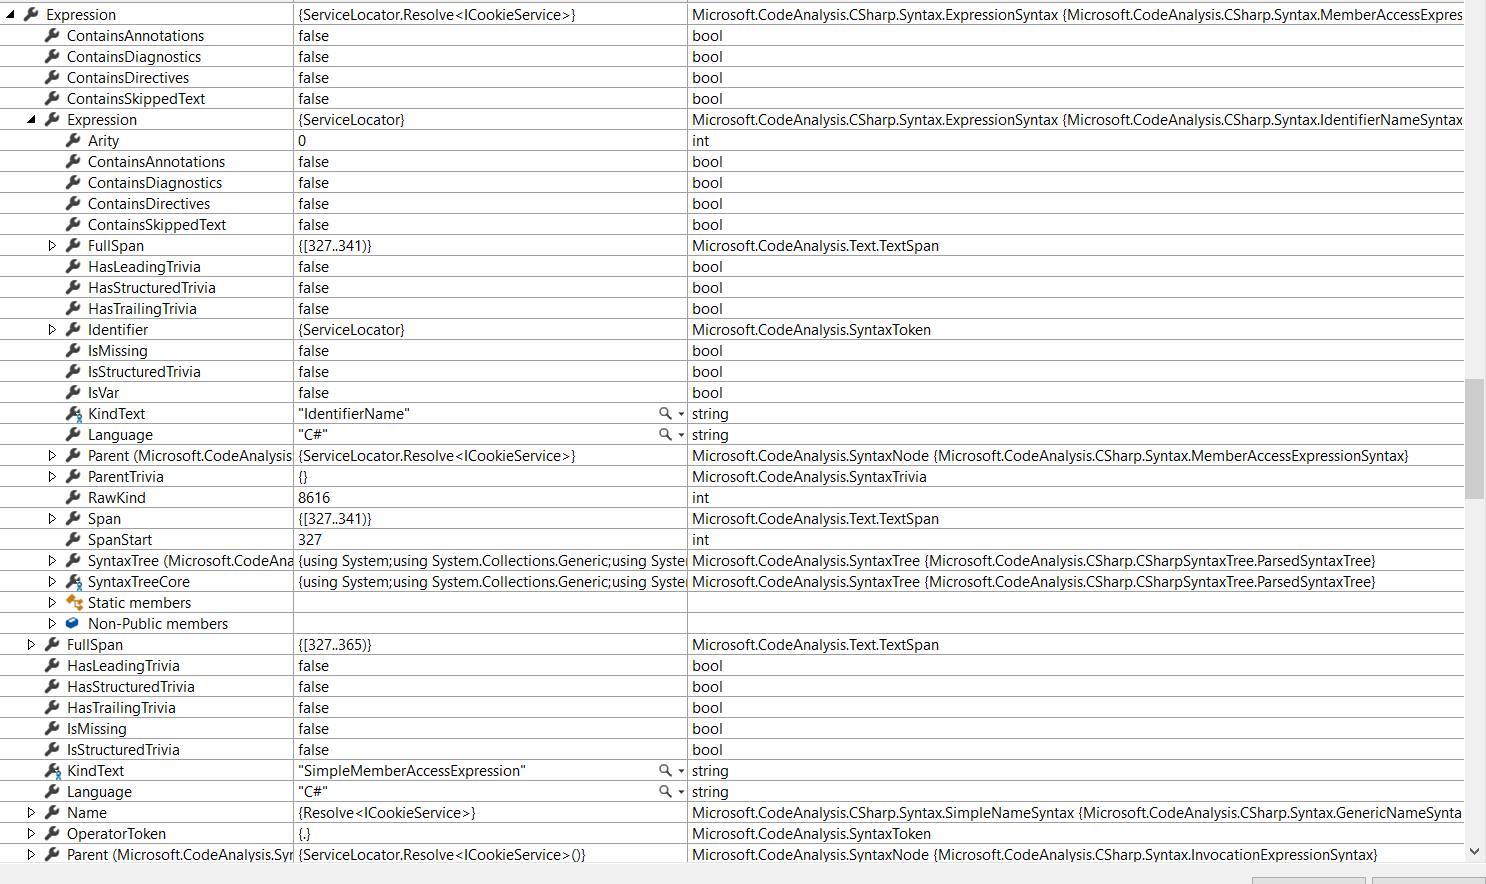 Expression {ServiceLocator.Resolve<ICookieService>} Microsoft.CodeAnalysis.CSharp.Syntax.ExpressionSyntax {Microsoft.CodeAnalysis.CSharp.Syntax.MemberAccessExpres
ContainsAnnotations false bool
ContainsDiagnostics false bool
ContainsDirectives false bool
ContainsSkippedText false bool
Expression {ServiceLocator} Microsoft.CodeAnalysis.CSharp.Syntax.ExpressionSyntax {Microsoft.CodeAnalysis.CSharp.Syntax.IdentifierNameSyntax
Arity 0 int
ContainsAnnotations false bool
ContainsDiagnostics false bool
ContainsDirectives false bool
ContainsSkippedText false bool
FullSpan {[327..341)} Microsoft.CodeAnalysis.Text.TextSpan
HasLeadingTrivia false bool
HasStructuredTrivia false bool
HasTrailingTrivia false bool
Identifier {ServiceLocator} Microsoft.CodeAnalysis.SyntaxToken
IsMissing false bool
IsStructuredTrivia false bool
IsVar false bool
KindText "IdentifierName" string
Language "C#" string
Parent (Microsoft.CodeAnalysis {ServiceLocator.Resolve<ICookieService>} Microsoft.CodeAnalysis.SyntaxNode {Microsoft.CodeAnalysis.CSharp.Syntax.MemberAccessExpressionSyntax}
ParentTrivia {} Microsoft.CodeAnalysis.SyntaxTrivia
RawKind 8616 int
Span {[327..341)} Microsoft.CodeAnalysis.Text.TextSpan
SpanStart 327 int
SyntaxTree (Microsoft.CodeAna {using System;using System.Collections.Generic;using Syste Microsoft.CodeAnalysis.SyntaxTree {Microsoft.CodeAnalysis.CSharp.CSharpSyntaxTree.ParsedSyntaxTree}
SyntaxTreeCore {using System;using System.Collections.Generic;using Syste Microsoft.CodeAnalysis.SyntaxTree {Microsoft.CodeAnalysis.CSharp.CSharpSyntaxTree.ParsedSyntaxTree}
Static members
Non-Public members
FullSpan {[327..365)} Microsoft.CodeAnalysis.Text.TextSpan
HasLeadingTrivia false bool
HasStructuredTrivia false bool
HasTrailingTrivia false bool
IsMissing false bool
IsStructuredTrivia false bool
KindText "SimpleMemberAccessExpression" string
Language "C#" string
Name {Resolve<ICookieService>} Microsoft.CodeAnalysis.CSharp.Syntax.SimpleNameSyntax {Microsoft.CodeAnalysis.CSharp.Syntax.GenericNameSynta
OperatorToken {.} Microsoft.CodeAnalysis.SyntaxToken
Parent (Microsoft.CodeAnalysis.Syr {ServiceLocator.Resolve<ICookieService>()} Microsoft.CodeAnalysis.SyntaxNode {Microsoft.CodeAnalysis.CSharp.Syntax.InvocationExpressionSyntax}